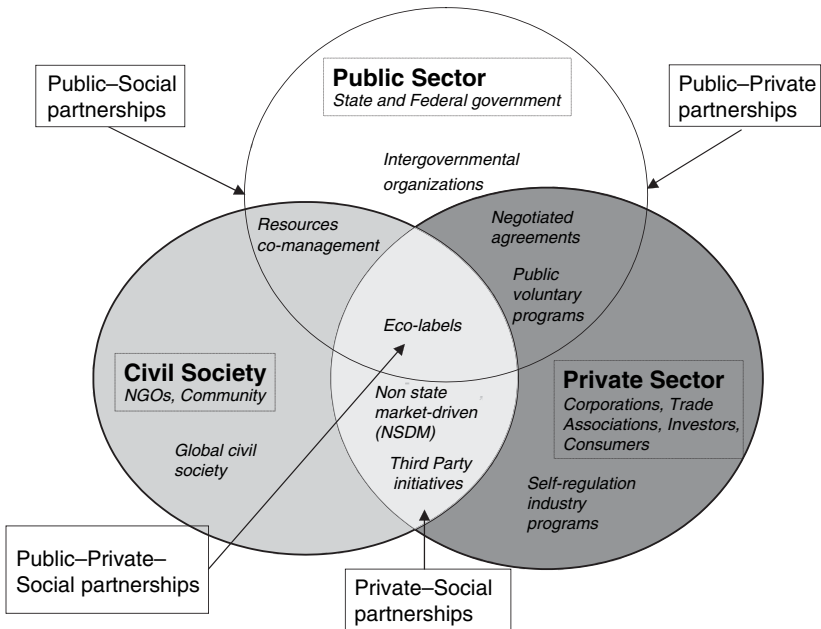 Public Sector
State and Federal government
Public–Social
partnerships
Public–Private
partnerships
Intergovernmental
organizations
Resources
co-management
Negotiated
agreements
Public
voluntary
programs
Eco-labels
Civil Society
NGOs, Community
Non state
market-driven
(NSDM)
Private Sector
Corporations, Trade
Associations, Investors,
Consumers
Global civil
society
Third Party
initiatives
Self-regulation
industry
programs
Public–Private–
Social partnerships
Private–Social
partnerships